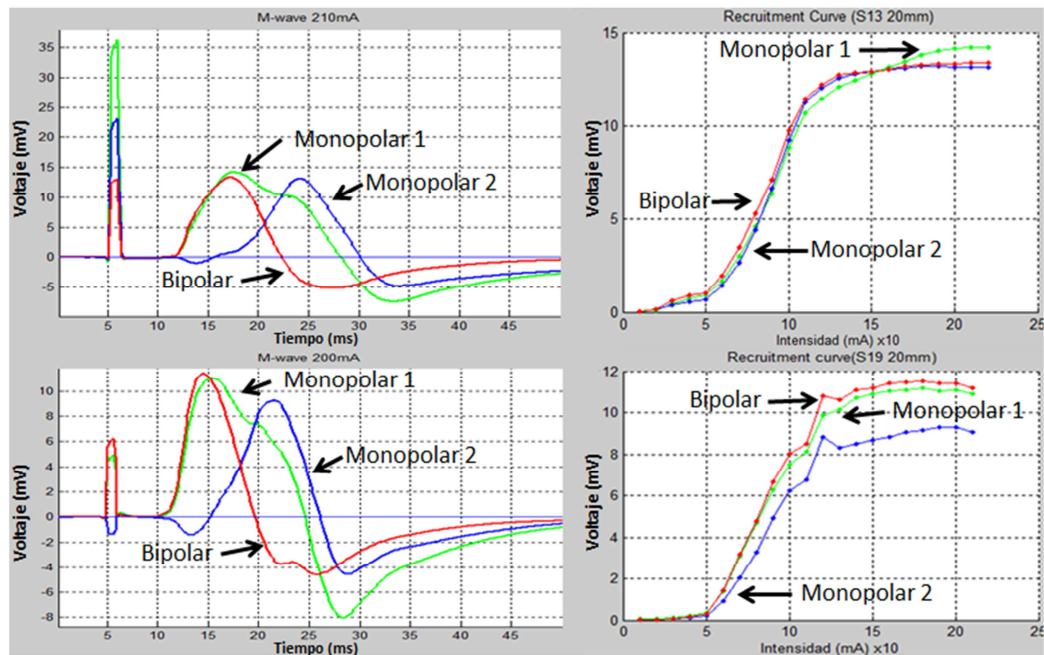 M-wave 210mA
Voltaje (mV)
35
30
25
20
15
10
5
0
-5
Monopolar 1
Monopolar 2
Bipolar
5 10 15 20 25 30 35 40 45
Tiempo (ms)
Recruitment Curve (S13 20mm)
Voltaje (mV)
15
10
5
0
Monopolar 1
Bipolar
Monopolar 2
0 5 10 15 20 25
Intensidad (mA) x10
M-wave 200mA
Voltaje (mV)
10
8
6
4
2
0
-2
-4
-6
-8
Monopolar 1
Monopolar 2
Bipolar
5 10 15 20 25 30 35 40 45
Tiempo (ms)
Recruitment curve(S19 20mm)
Voltaje (mV)
12
10
8
6
4
2
0
Bipolar
Monopolar 1
Monopolar 2
0 5 10 15 20 25
Intensidad (mA) x10